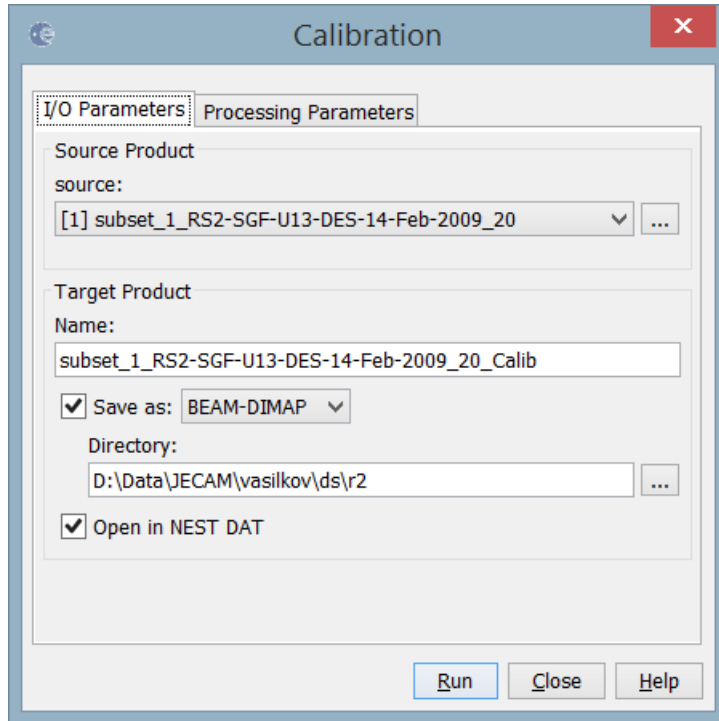 Calibration
I/O Parameters Processing Parameters
Source Product
source:
[1] subset_1_RS2-SGF-U13-DES-14-Feb-2009_20 ...
Target Product
Name:
subset_1_RS2-SGF-U13-DES-14-Feb-2009_20_Calib
Save as: BEAM-DIMAP
Directory:
D:\Data\JECAM\vasilkov\ds\r2 ...
Open in NEST DAT
Run Close Help